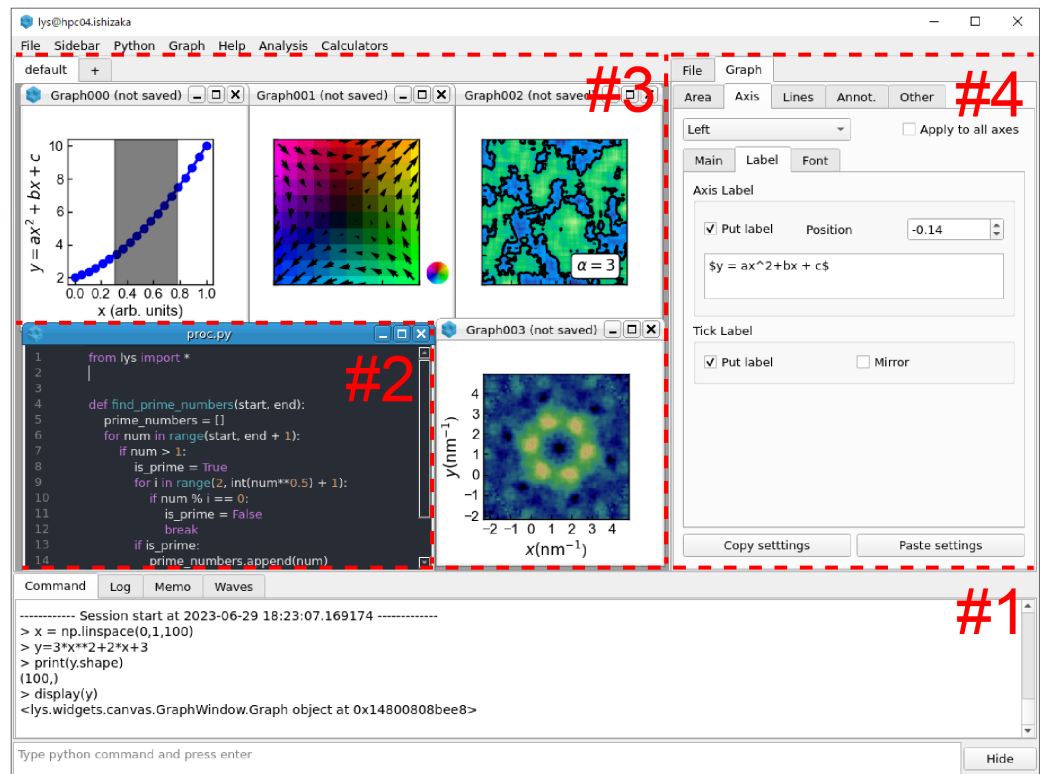 lys@hpc04.ishizaka
File Sidebar Python Graph Help Analysis Calculators
default +
#3
Graph000 (not saved)
10
8
6
4
2
y = ax² + bx + c
0.0 0.2 0.4 0.6 0.8 1.0
x (arb. units)
Graph001 (not saved)
Graph002 (not saved)
α = 3
proc.py
#2
1 from lys import *
2
3
4 def find_prime_numbers(start, end):
5 prime_numbers = []
6 for num in range(start, end + 1):
7 if num > 1:
8 is_prime = True
9 for i in range(2, int(num**0.5) + 1):
10 if num % i == 0:
11 is_prime = False
12 break
13 if is_prime:
14 prime_numbers.append(num)
Graph003 (not saved)
4
3
2
1
0
−1
−2
y(nm⁻¹)
−2 −1 0 1 2 3 4
x(nm⁻¹)
File Graph
#4
Area Axis Lines Annot. Other
Left Apply to all axes
Main Label Font
Axis Label
Put label Position -0.14
$y = ax^2+bx + c$
Tick Label
Put label Mirror
Copy setttings Paste settings
Command Log Memo Waves
#1
------------ Session start at 2023-06-29 18:23:07.169174 -------------
> x = np.linspace(0,1,100)
> y=3*x**2+2*x+3
> print(y.shape)
(100,)
> display(y)
<lys.widgets.canvas.GraphWindow.Graph object at 0x14800808bee8>
Type python command and press enter
Hide